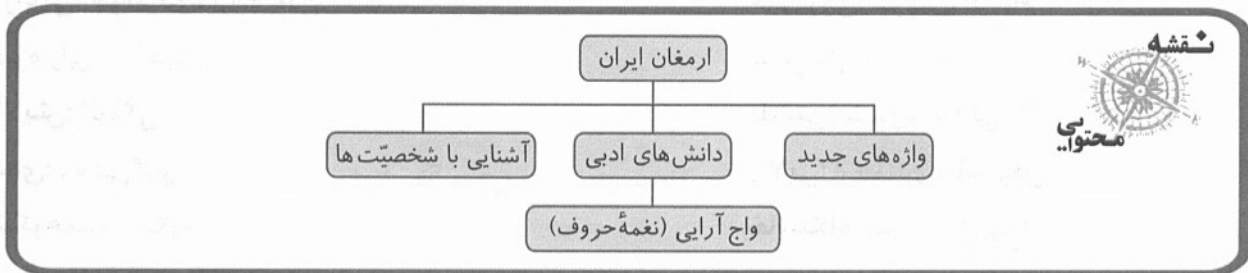 نقشه
محتوایی
ارمغان ایران
واژه‌های جدید
دانش‌های ادبی
آشنایی با شخصیّت ها
واج آرایی (نغمهٔ حروف)